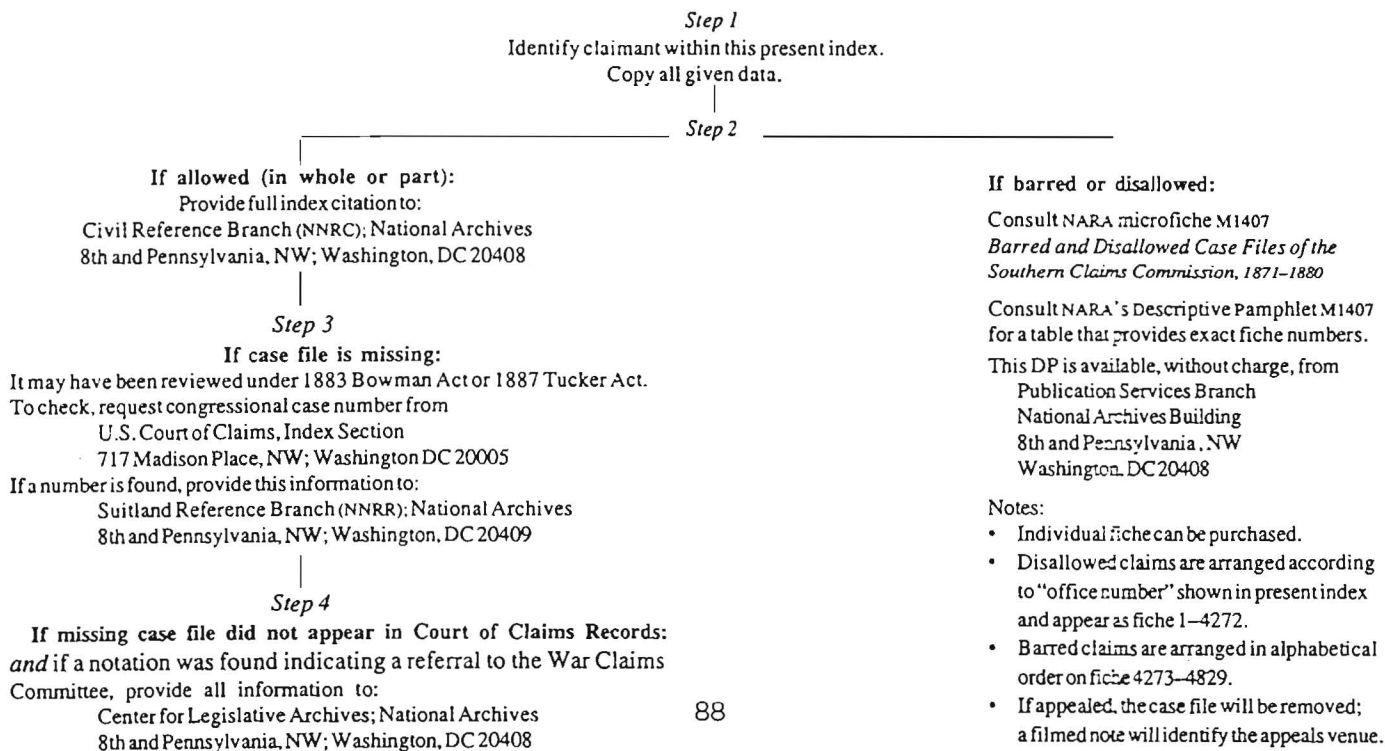 Step 1
Identify claimant within this present index.
Copy all given data.
Step 2
If allowed (in whole or part):
Provide full index citation to:
Civil Reference Branch (NNRC); National Archives
8th and Pennsylvania, NW; Washington, DC 20408
Step 3
If case file is missing:
It may have been reviewed under 1883 Bowman Act or 1887 Tucker Act.
To check, request congressional case number from
U.S. Court of Claims, Index Section
717 Madison Place, NW; Washington DC 20005
If a number is found, provide this information to:
Suitland Reference Branch (NNRR); National Archives
8th and Pennsylvania, NW; Washington, DC 20409
Step 4
If missing case file did not appear in Court of Claims Records:
and if a notation was found indicating a referral to the War Claims
Committee, provide all information to:
Center for Legislative Archives; National Archives
8th and Pennsylvania, NW; Washington, DC 20408
If barred or disallowed:
Consult NARA microfiche M1407
Barred and Disallowed Case Files of the
Southern Claims Commission, 1871–1880
Consult NARA's Descriptive Pamphlet M1407
for a table that provides exact fiche numbers.
This DP is available, without charge, from
Publication Services Branch
National Archives Building
8th and Pennsylvania, NW
Washington, DC 20408
Notes:
• Individual fiche can be purchased.
• Disallowed claims are arranged according
to "office number" shown in present index
and appear as fiche 1–4272.
• Barred claims are arranged in alphabetical
order on fiche 4273–4829.
• If appealed, the case file will be removed;
a filmed note will identify the appeals venue.
88